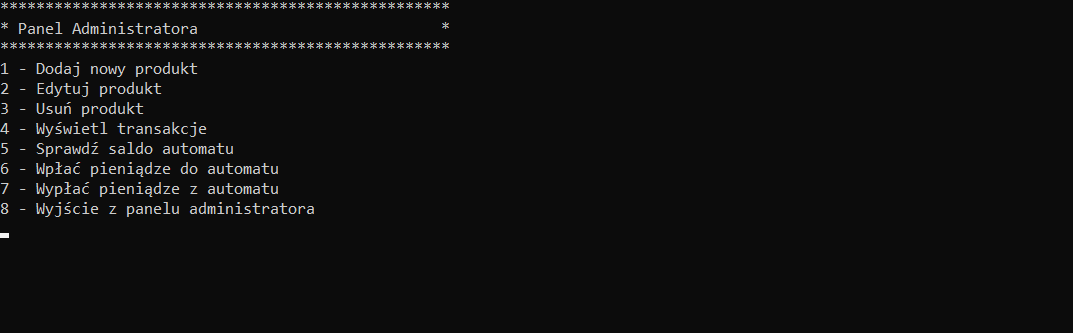 **************************************************
* Panel Administratora                           *
**************************************************
1 - Dodaj nowy produkt
2 - Edytuj produkt
3 - Usuń produkt
4 - Wyświetl transakcje
5 - Sprawdź saldo automatu
6 - Wpłać pieniądze do automatu
7 - Wypłać pieniądze z automatu
8 - Wyjście z panelu administratora